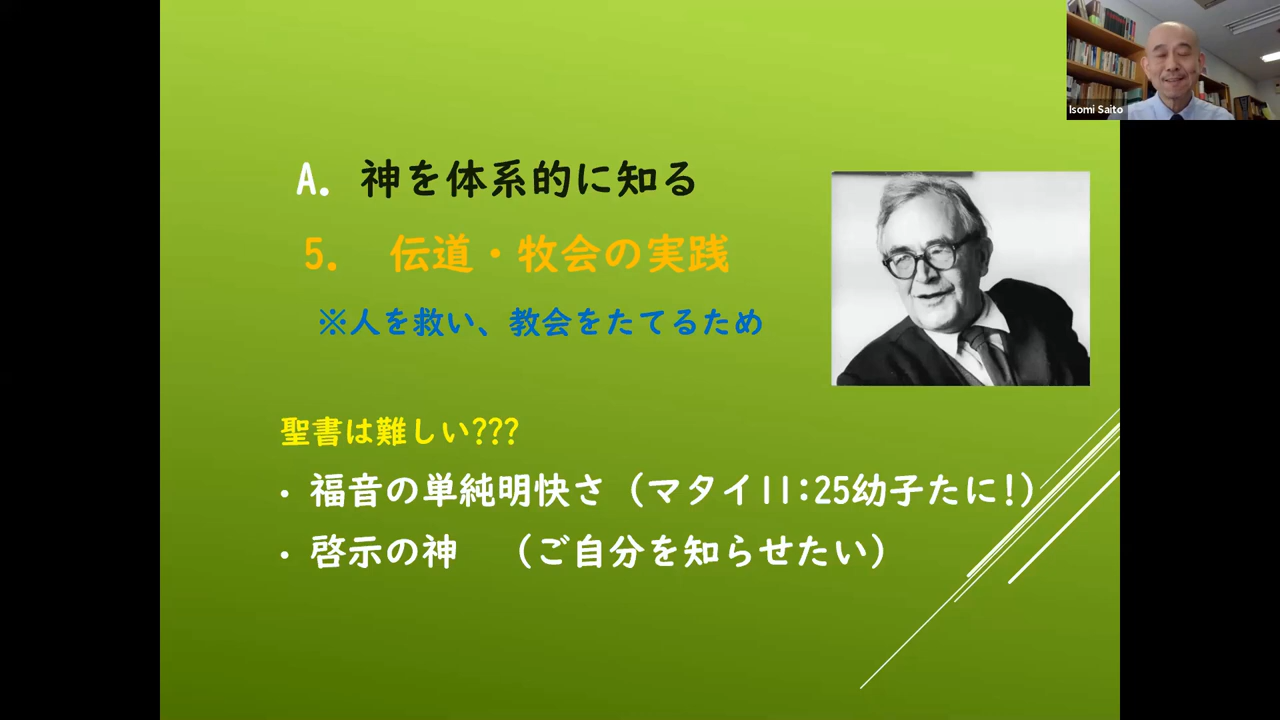 Isomi Saito
A. 神を体系的に知る
5. 伝道・牧会の実践
※人を救い、教会をたてるため
聖書は難しい???
• 福音の単純明快さ（マタイ11:25幼子たに!）
• 啓示の神　（ご自分を知らせたい）